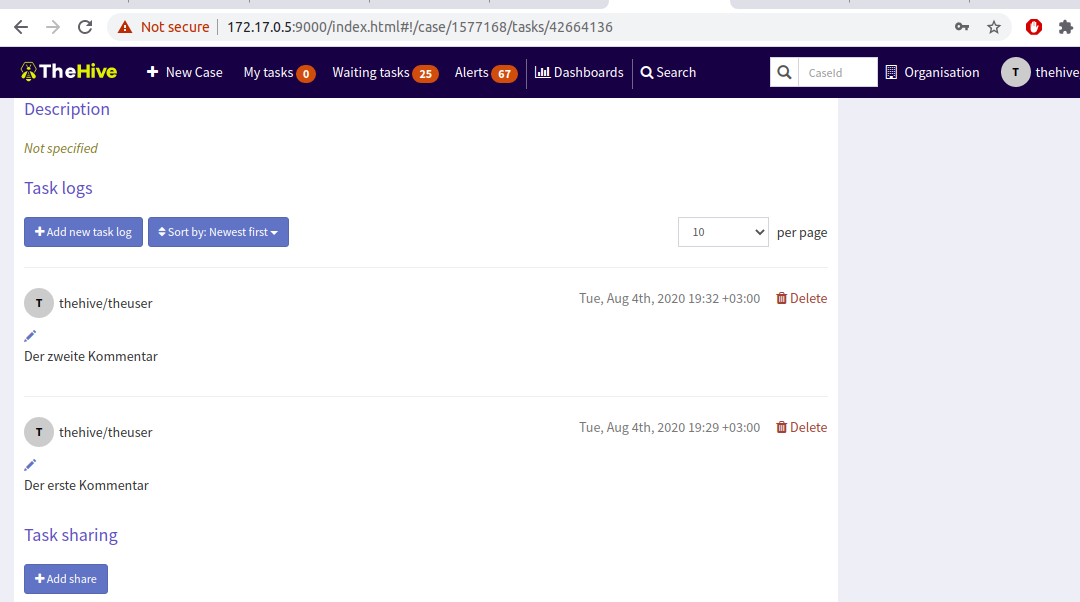 Not secure 172.17.0.5:9000/index.html#!/case/1577168/tasks/42664136
TheHive New Case My tasks 0 Waiting tasks 25 Alerts 67 Dashboards Search CaseId Organisation T thehive
Description
Not specified
Task logs
Add new task log Sort by: Newest first 10 per page
T thehive/theuser Tue, Aug 4th, 2020 19:32 +03:00 Delete
Der zweite Kommentar
T thehive/theuser Tue, Aug 4th, 2020 19:29 +03:00 Delete
Der erste Kommentar
Task sharing
Add share